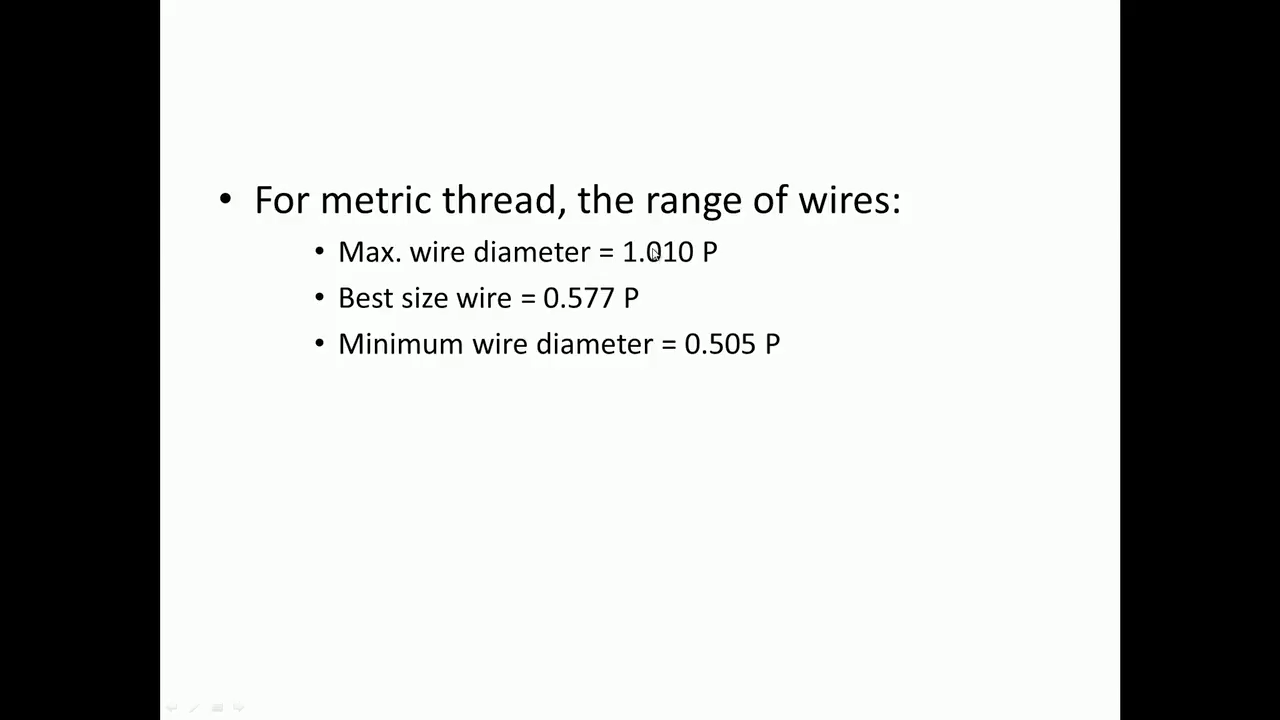 • For metric thread, the range of wires:
• Max. wire diameter = 1.010 P
• Best size wire = 0.577 P
• Minimum wire diameter = 0.505 P